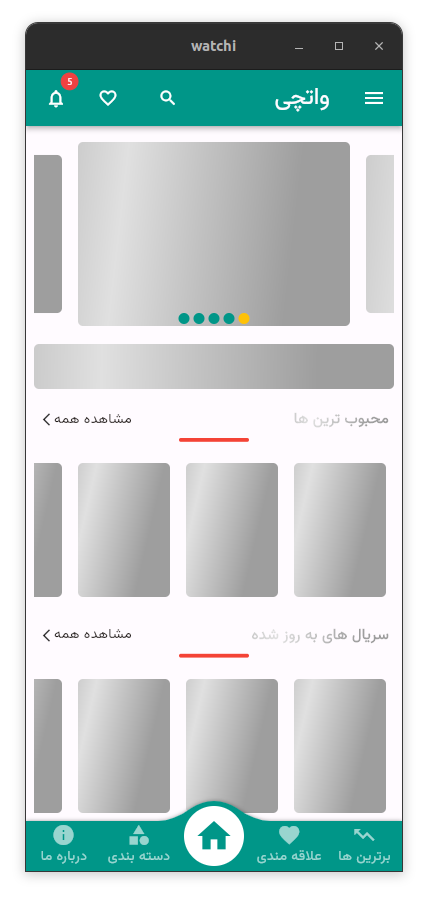 watchi
واتچی
5
محبوب ترین ها
مشاهده همه
سریال های به روز شده
مشاهده همه
برترین ها
علاقه مندی
دسته بندی
درباره ما